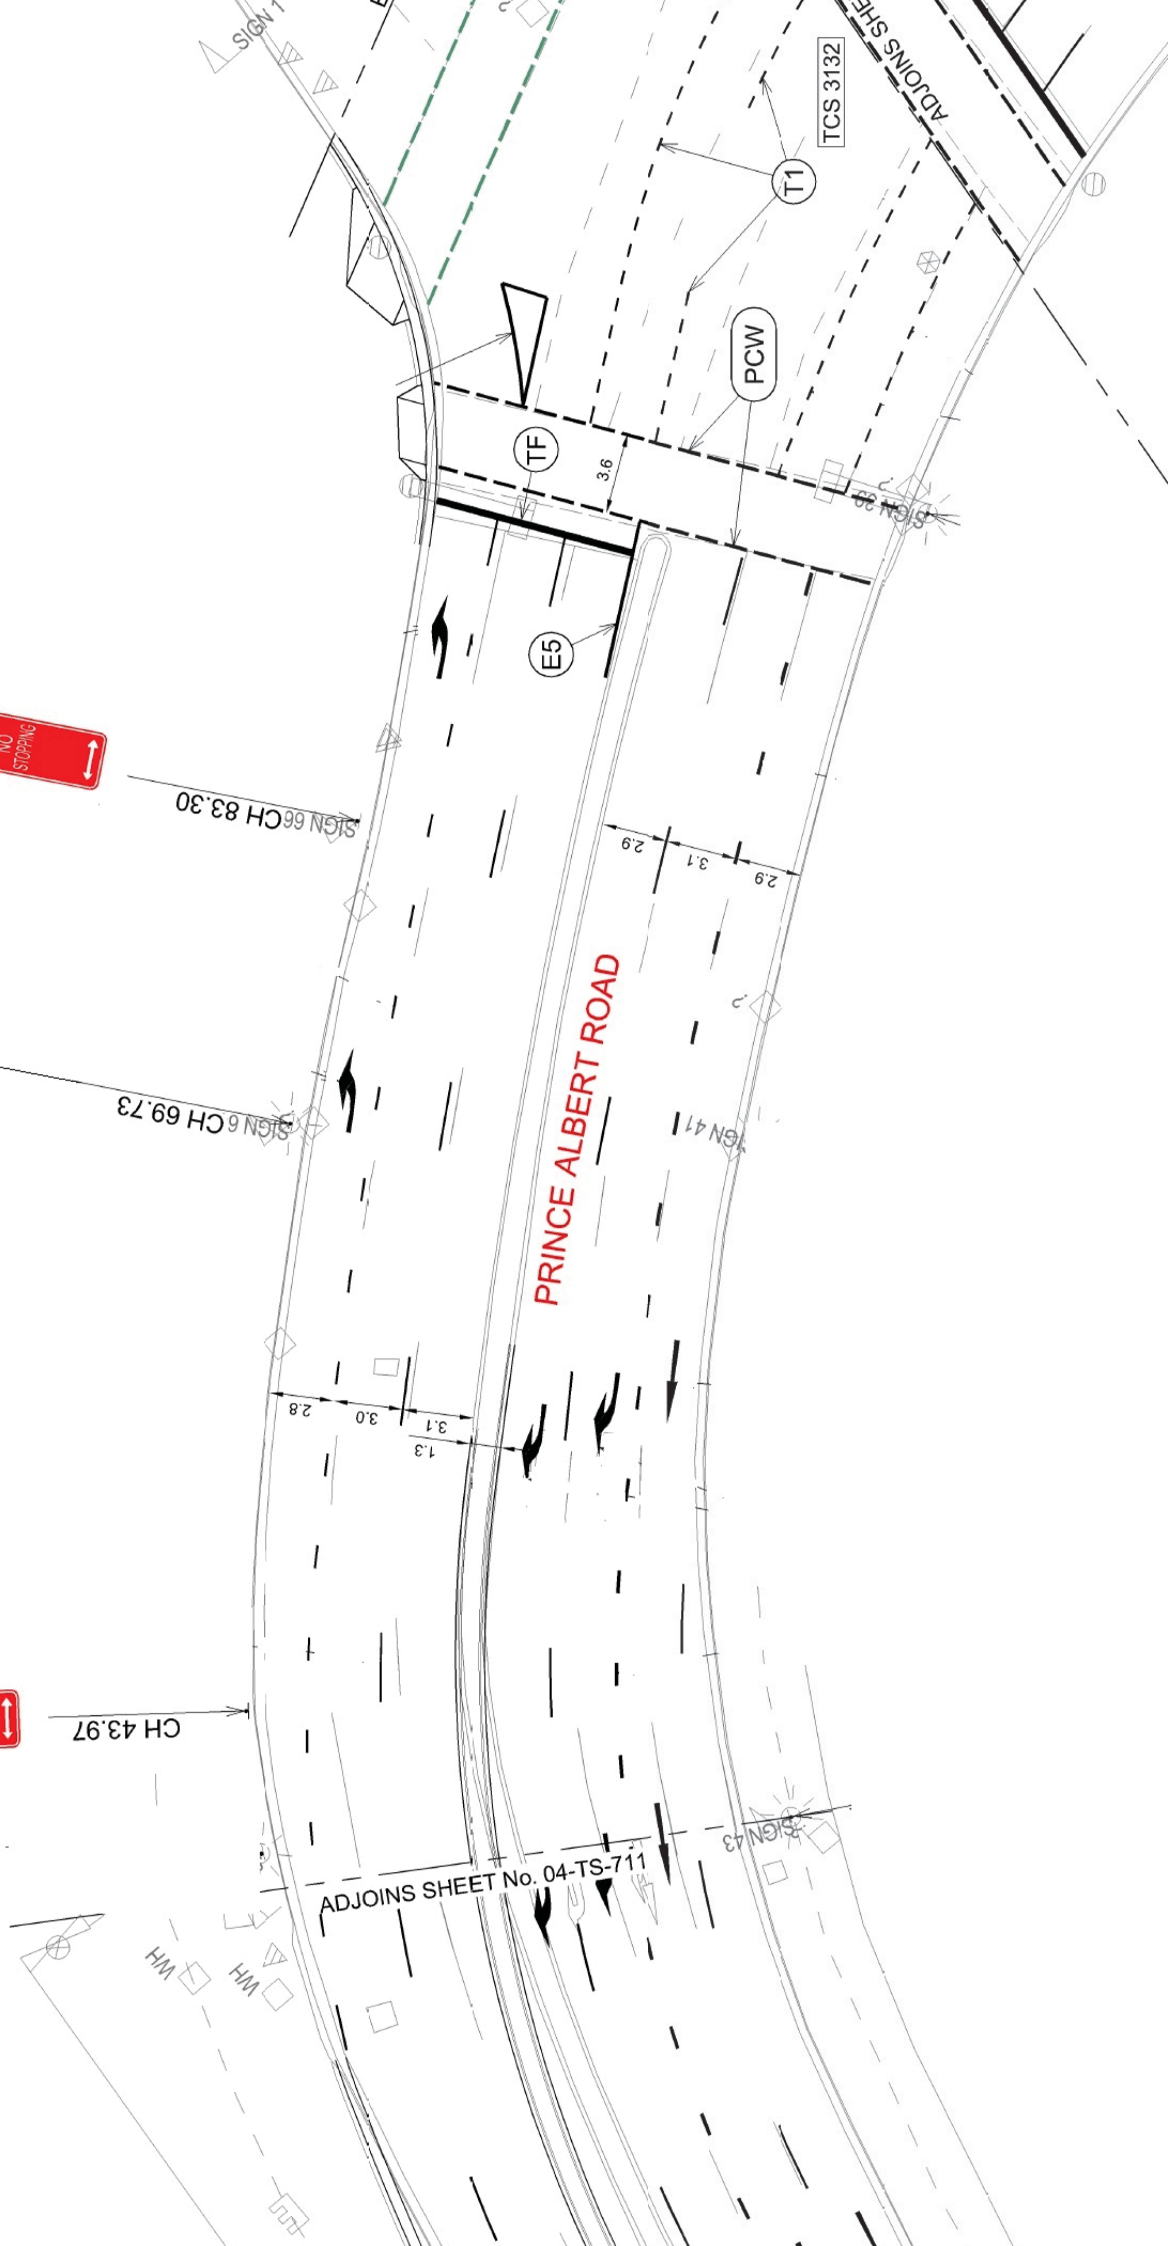 SIGN 1
ADJOINS SHE
TCS 3132
T1
PCW
TF
3.6
SIGN 39
E5
NO
STOPPING
CH 83.30
SIGN 66
2.9
3.1
2.9
PRINCE ALBERT ROAD
CH 69.73
SIGN 6
IGN 41
2.8
3.0
3.1
1.3
CH 43.97
SIGN 43
ADJOINS SHEET No. 04-TS-711
WH
WH